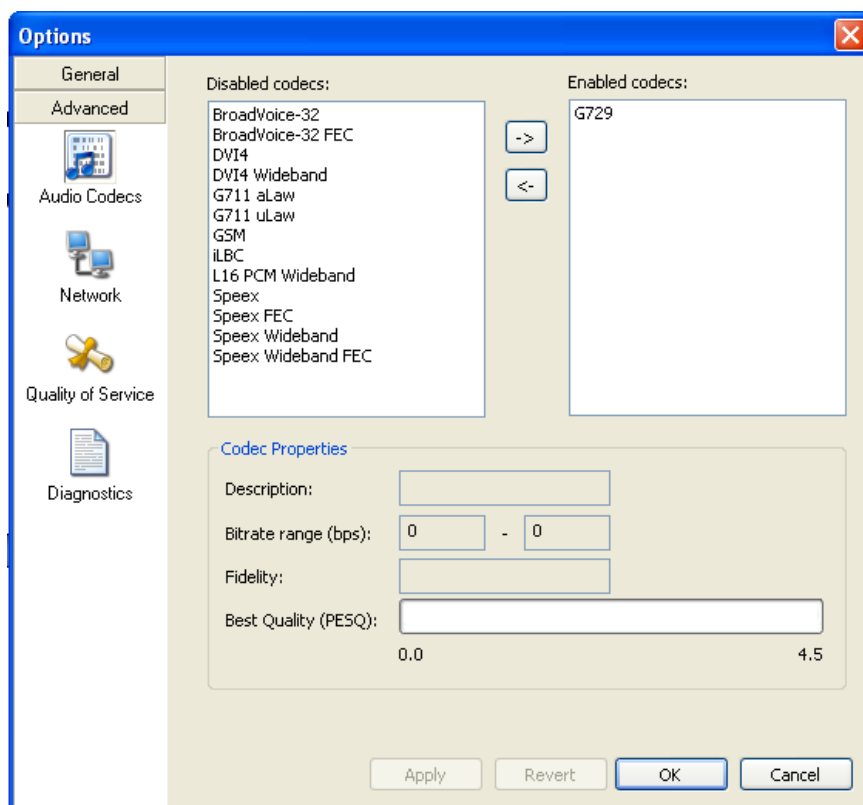 Options
General
Advanced
Audio Codecs
Network
Quality of Service
Diagnostics
Disabled codecs:
BroadVoice-32
BroadVoice-32 FEC
DVI4
DVI4 Wideband
G711 aLaw
G711 uLaw
GSM
iLBC
L16 PCM Wideband
Speex
Speex FEC
Speex Wideband
Speex Wideband FEC
->
<-
Enabled codecs:
G729
Codec Properties
Description:
Bitrate range (bps): 0 - 0
Fidelity:
Best Quality (PESQ):
0.0 4.5
Apply Revert OK Cancel